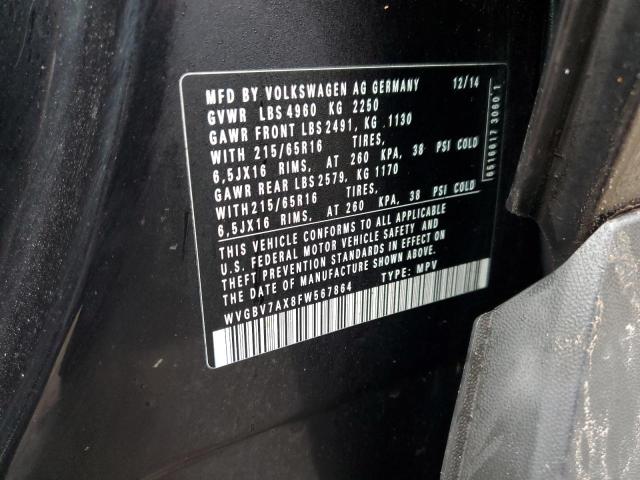 MFD BY VOLKSWAGEN AG GERMANY 12/14
GVWR LBS 4960 KG 2250
GAWR FRONT LBS 2491, KG 1130
WITH 215/65R16 TIRES,
6,5JX16 RIMS, AT 260 KPA, 38 PSI COLD
GAWR REAR LBS 2579, KG 1170
WITH 215/65R16 TIRES,
6,5JX16 RIMS, AT 260 KPA, 38 PSI COLD
THIS VEHICLE CONFORMS TO ALL APPLICABLE
U.S. FEDERAL MOTOR VEHICLE SAFETY AND
THEFT PREVENTION STANDARDS IN EFFECT ON
THE DATE OF MANUFACTURE SHOWN ABOVE.
WVGBV7AX8FW567864 TYPE: MPV